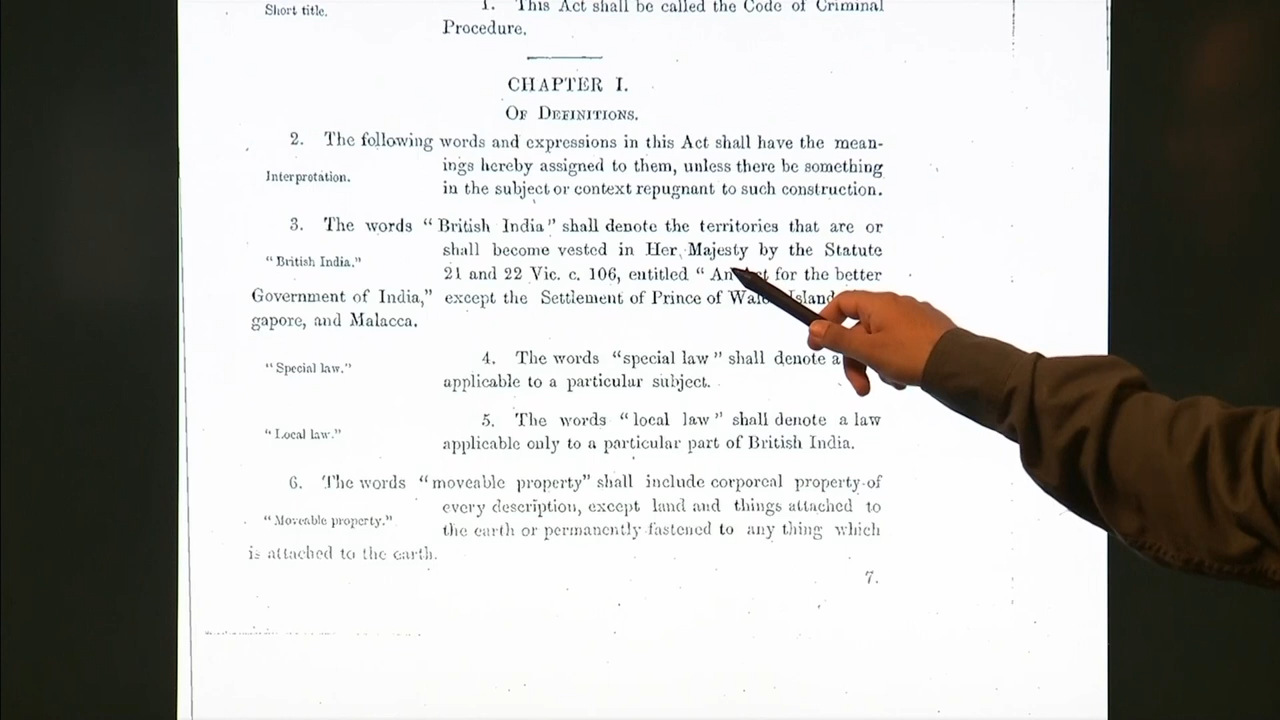 Short title.
1. This Act shall be called the Code of Criminal
Procedure.
CHAPTER I.
OF DEFINITIONS.
2. The following words and expressions in this Act shall have the mean-
ings hereby assigned to them, unless there be something
Interprotation.
in the subject or context repugnant to such construction.
3. The words "British India" shall denote the territories that are or
shall become vested in Her Majesty by the Statute
"British India."
21 and 22 Vic. c. 106, entitled "An for the better
Government of India," except the Settlement of Prince of
gapore, and Malacca.
4. The words "special law" shall denote a
"Special law."
applicable to a particular subject.
5. The words "local law" shall denote a law
"Local law."
applicable only to a particular part of British India.
6. The words "moveable property" shall include corporeal property of
every description, except land and things attached to
"Moveable property."
the earth or permanently fastened to any thing which
is attached to the earth.
7.